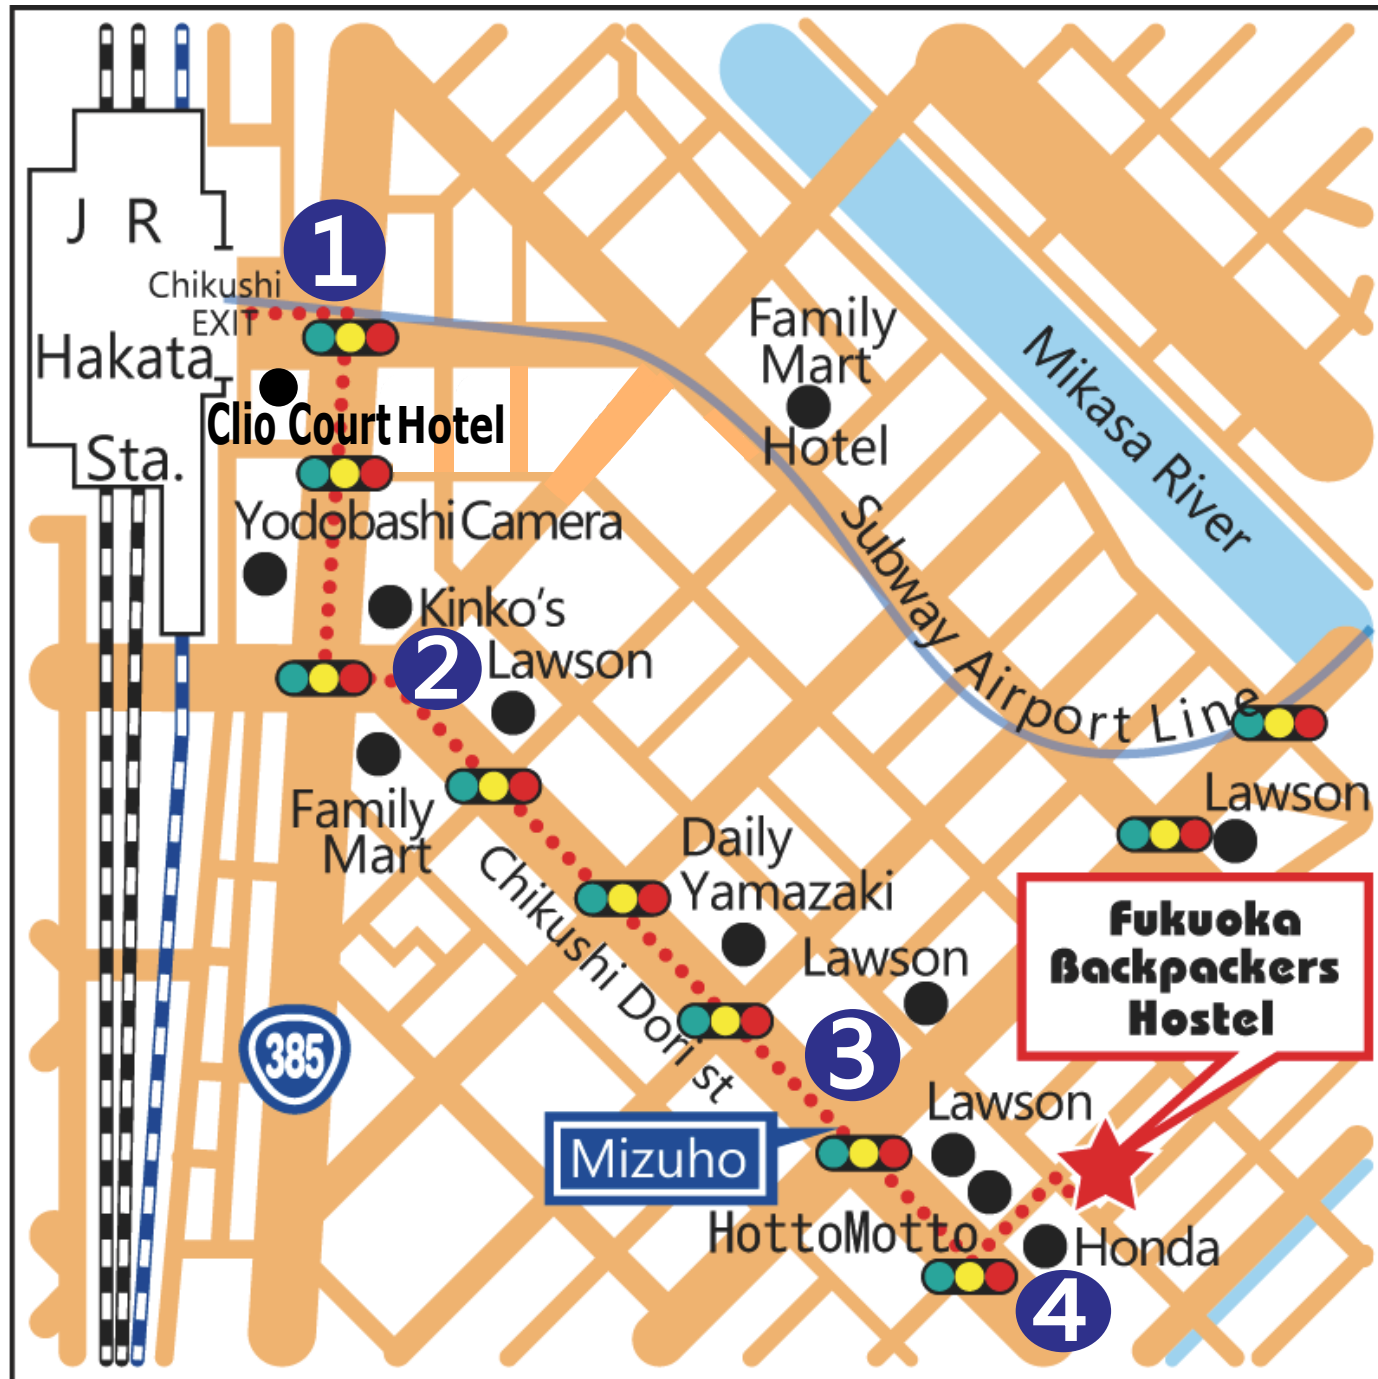 J R
Hakata
Sta.
Chikushi
EXIT
1
Clio Court Hotel
Yodobashi Camera
Kinko's
2
Lawson
Family
Mart
Family
Mart
Hotel
Mikasa River
Subway Airport Line
Lawson
Chikushi Dori st
Daily
Yamazaki
Lawson
Fukuoka
Backpackers
Hostel
385
3
Mizuho
Lawson
HottoMotto
Honda
4